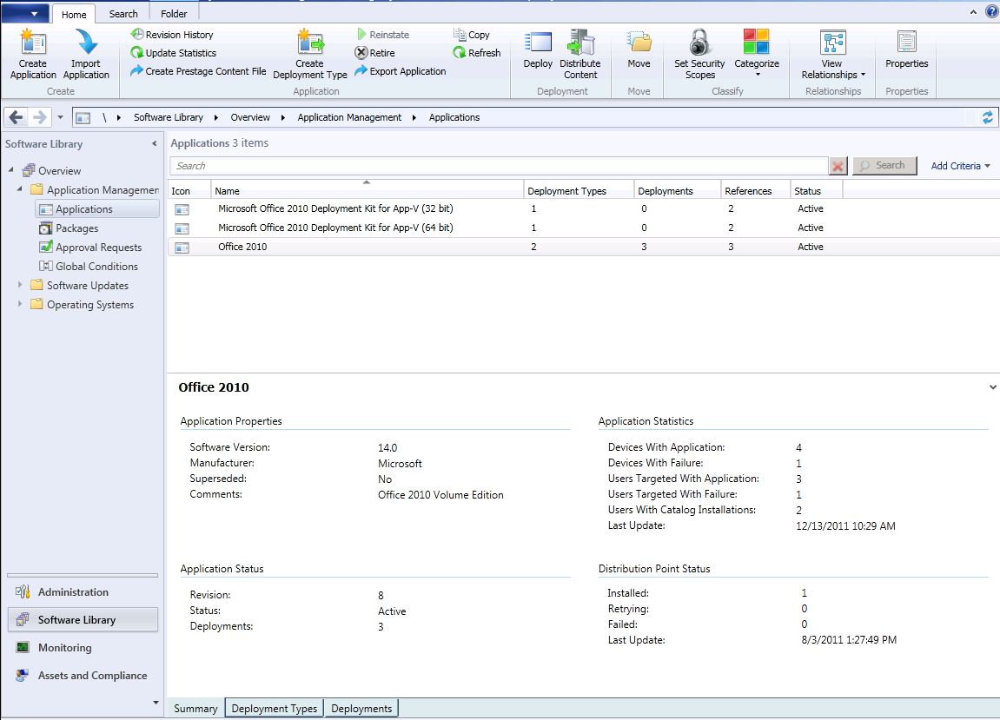 Home Search Folder
Create Application
Import Application
Create
Revision History
Update Statistics
Create Prestage Content File
Create Deployment Type
Reinstate
Retire
Export Application
Copy
Refresh
Application
Deploy
Distribute Content
Deployment
Move
Move
Set Security Scopes
Categorize
Classify
View Relationships
Relationships
Properties
Properties
\ Software Library Overview Application Management Applications
Software Library
Overview
Application Managemen
Applications
Packages
Approval Requests
Global Conditions
Software Updates
Operating Systems
Administration
Software Library
Monitoring
Assets and Compliance
Applications 3 items
Search Search Add Criteria
Icon Name Deployment Types Deployments References Status
Microsoft Office 2010 Deployment Kit for App-V (32 bit) 1 0 2 Active
Microsoft Office 2010 Deployment Kit for App-V (64 bit) 1 0 2 Active
Office 2010 2 3 3 Active
Office 2010
Application Properties
Software Version: 14.0
Manufacturer: Microsoft
Superseded: No
Comments: Office 2010 Volume Edition
Application Statistics
Devices With Application: 4
Devices With Failure: 1
Users Targeted With Application: 3
Users Targeted With Failure: 1
Users With Catalog Installations: 2
Last Update: 12/13/2011 10:29 AM
Application Status
Revision: 8
Status: Active
Deployments: 3
Distribution Point Status
Installed: 1
Retrying: 0
Failed: 0
Last Update: 8/3/2011 1:27:49 PM
Summary Deployment Types Deployments